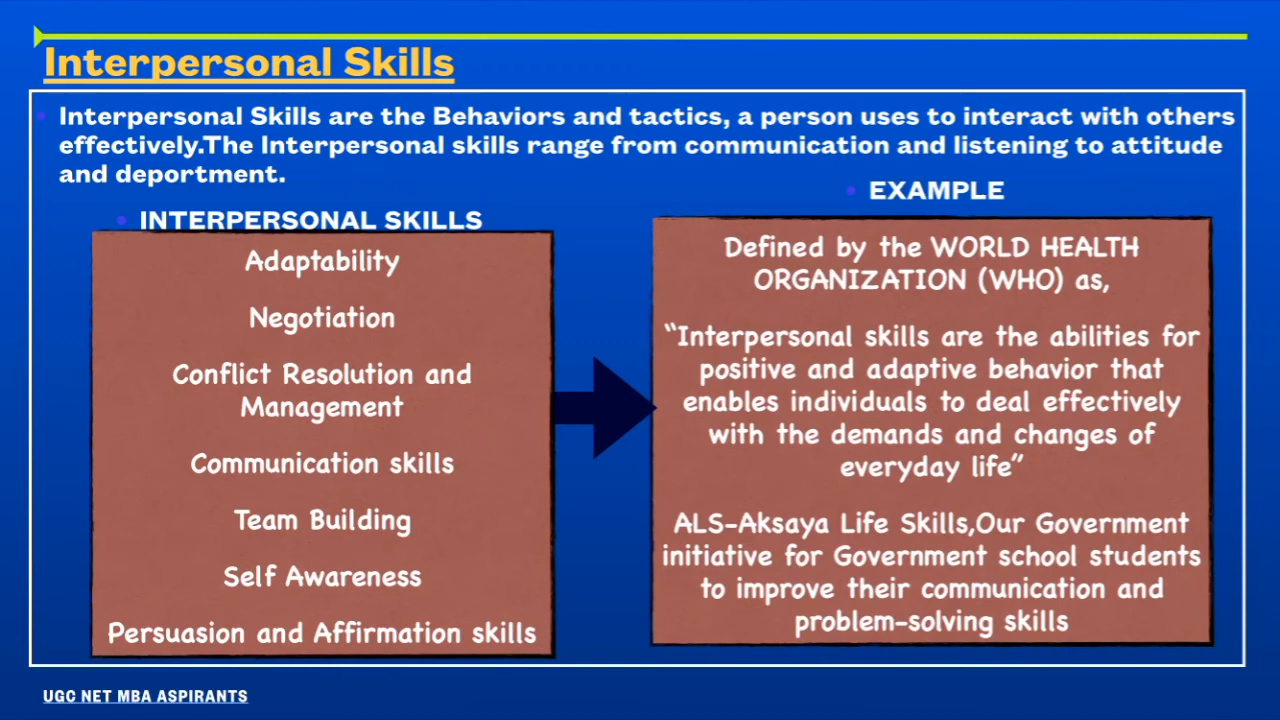 Interpersonal Skills
Interpersonal Skills are the Behaviors and tactics, a person uses to interact with others
effectively.The Interpersonal skills range from communication and listening to attitude
and deportment.
INTERPERSONAL SKILLS
Adaptability
Negotiation
Conflict Resolution and
Management
Communication skills
Team Building
Self Awareness
Persuasion and Affirmation skills
EXAMPLE
Defined by the WORLD HEALTH
ORGANIZATION (WHO) as,
“Interpersonal skills are the abilities for
positive and adaptive behavior that
enables individuals to deal effectively
with the demands and changes of
everyday life”
ALS-Aksaya Life Skills,Our Government
initiative for Government school students
to improve their communication and
problem-solving skills
UGC NET MBA ASPIRANTS